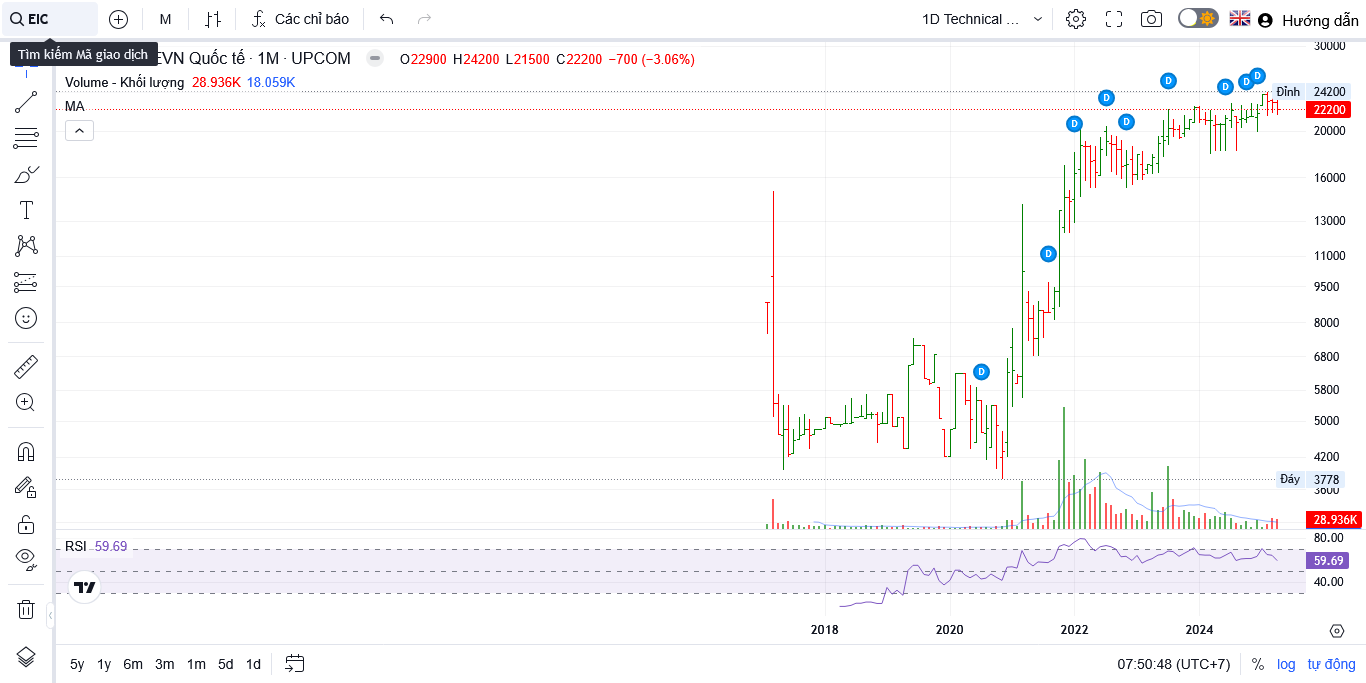 EIC
M
Các chỉ báo
1D Technical ...
Hướng dẫn
Tìm kiếm Mã giao dịch
EVN Quốc tế · 1M · UPCOM
O22900 H24200 L21500 C22200 −700 (−3.06%)
Volume - Khối lượng 28.936K 18.059K
MA
D
D
D
D
D
D
D
D
D
30000
Đỉnh 24200
22200
20000
16000
13000
11000
9500
8000
6800
5800
5000
4200
Đáy 3778
3600
28.936K
RSI 59.69
80.00
59.69
40.00
2018 2020 2022 2024
5y 1y 6m 3m 1m 5d 1d
07:50:48 (UTC+7) % log tự động